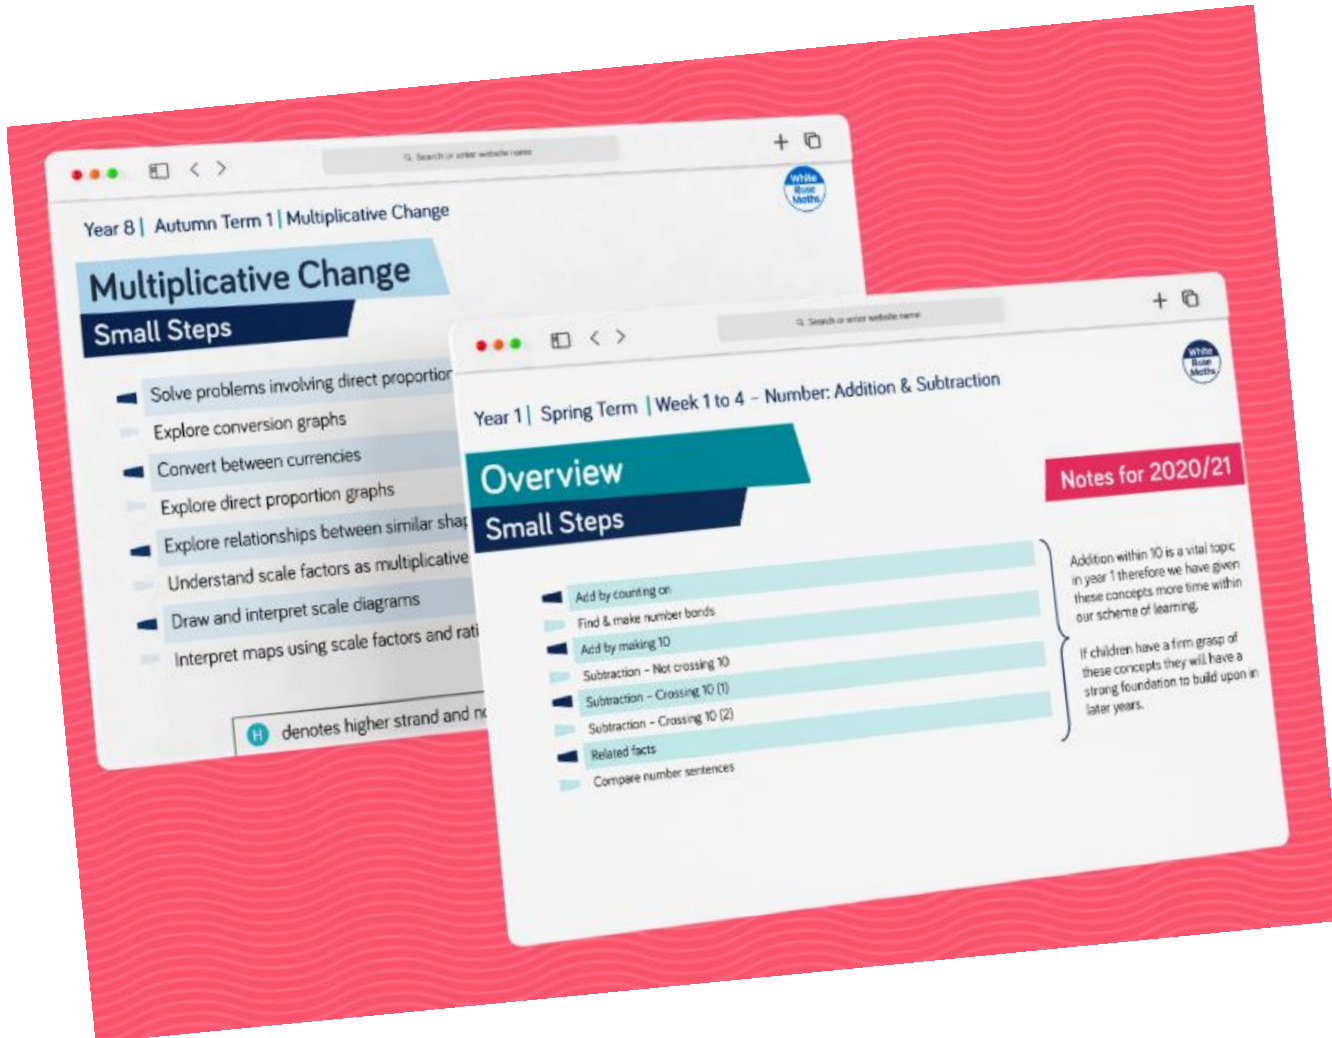 Search or enter website name
White
Rose
Maths
Year 8 | Autumn Term 1 | Multiplicative Change
Multiplicative Change
Small Steps
Solve problems involving direct proportion
Explore conversion graphs
Convert between currencies
Explore direct proportion graphs
Explore relationships between similar shap
Understand scale factors as multiplicative
Draw and interpret scale diagrams
Interpret maps using scale factors and rati
H denotes higher strand and no
Search or enter website name
White
Rose
Maths
Year 1 | Spring Term | Week 1 to 4 – Number: Addition & Subtraction
Overview
Small Steps
Add by counting on
Find & make number bonds
Add by making 10
Subtraction – Not crossing 10
Subtraction – Crossing 10 (1)
Subtraction – Crossing 10 (2)
Related facts
Compare number sentences
Notes for 2020/21
Addition within 10 is a vital topic
in year 1 therefore we have given
these concepts more time within
our scheme of learning.
If children have a firm grasp of
these concepts they will have a
strong foundation to build upon in
later years.